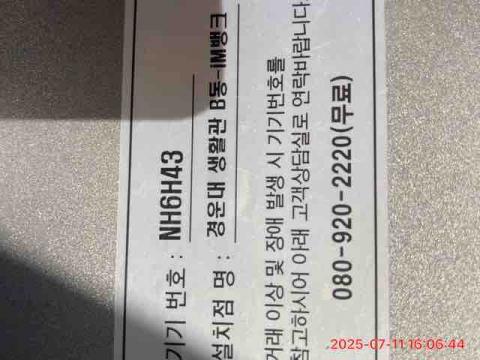 기기 번호 : NH6H43
설치점 명 : 경운대 생활관 B동-iM뱅크
거래 이상 및 장애 발생 시 기기번호를
참고하시어 아래 고객상담실로 연락바랍니다
080-920-2220(무료)
2025-07-11 16:06:44